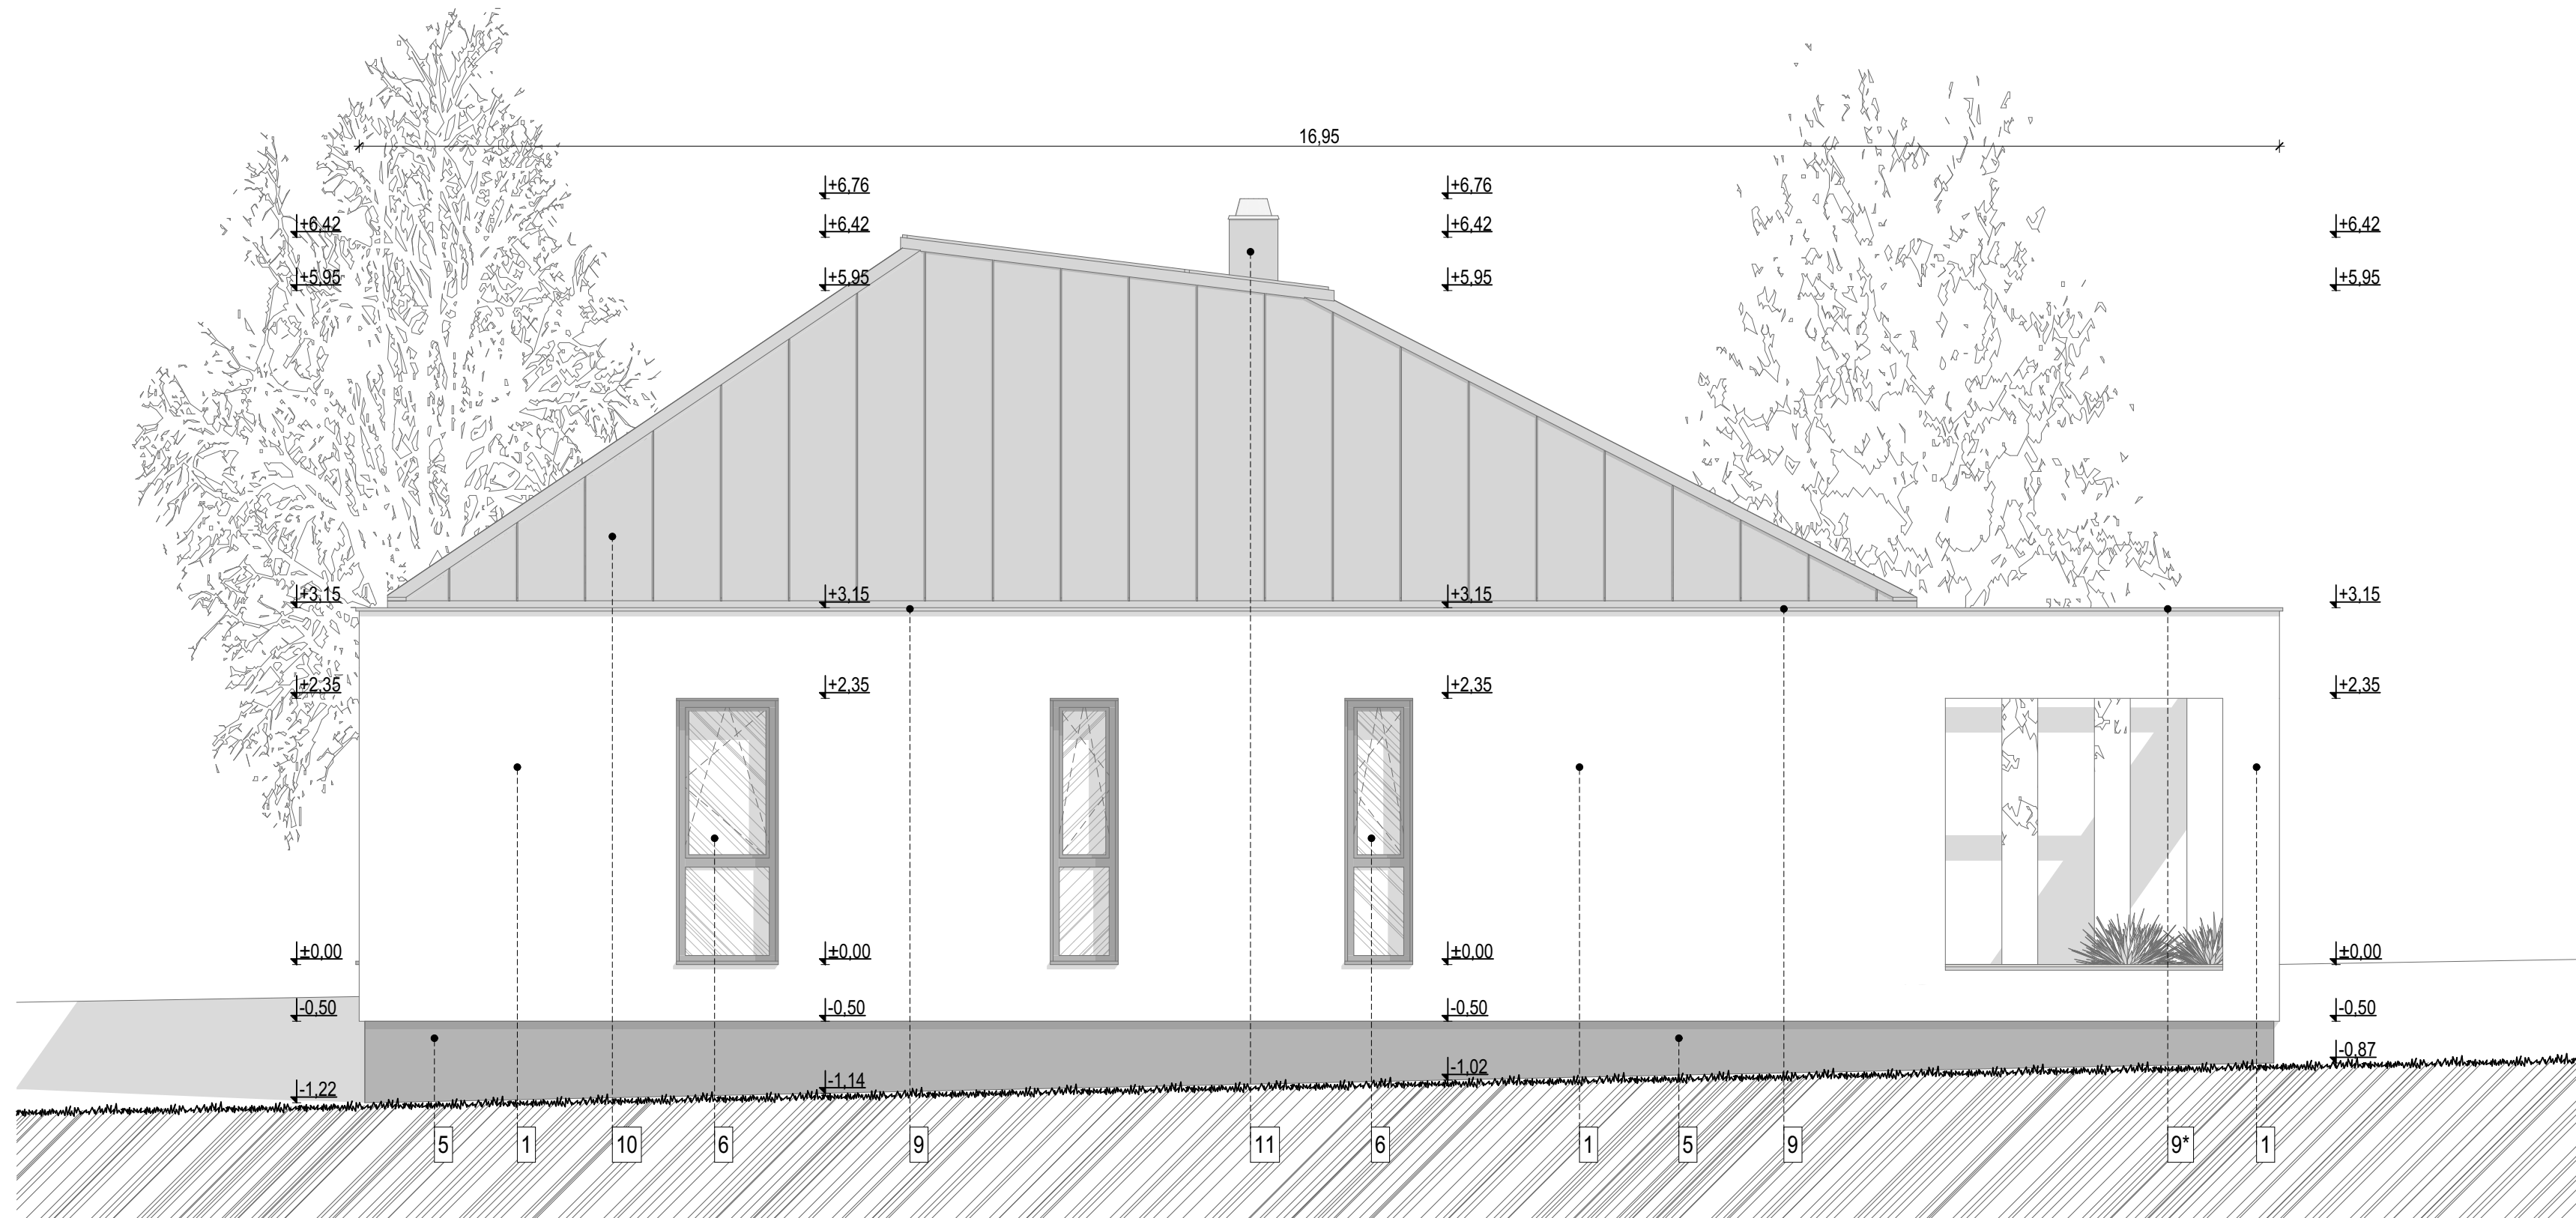 16,95
+6,76 +6,76
+6,42 +6,42 +6,42 +6,42
+5,95 +5,95 +5,95 +5,95
+3,15 +3,15 +3,15 +3,15
+2,35 +2,35 +2,35 +2,35
±0,00 ±0,00 ±0,00 ±0,00
-0,50 -0,50 -0,50 -0,50
-1,22 -1,14 -1,02 -0,87
5 1 10 6 9 11 6 1 5 9 9* 1